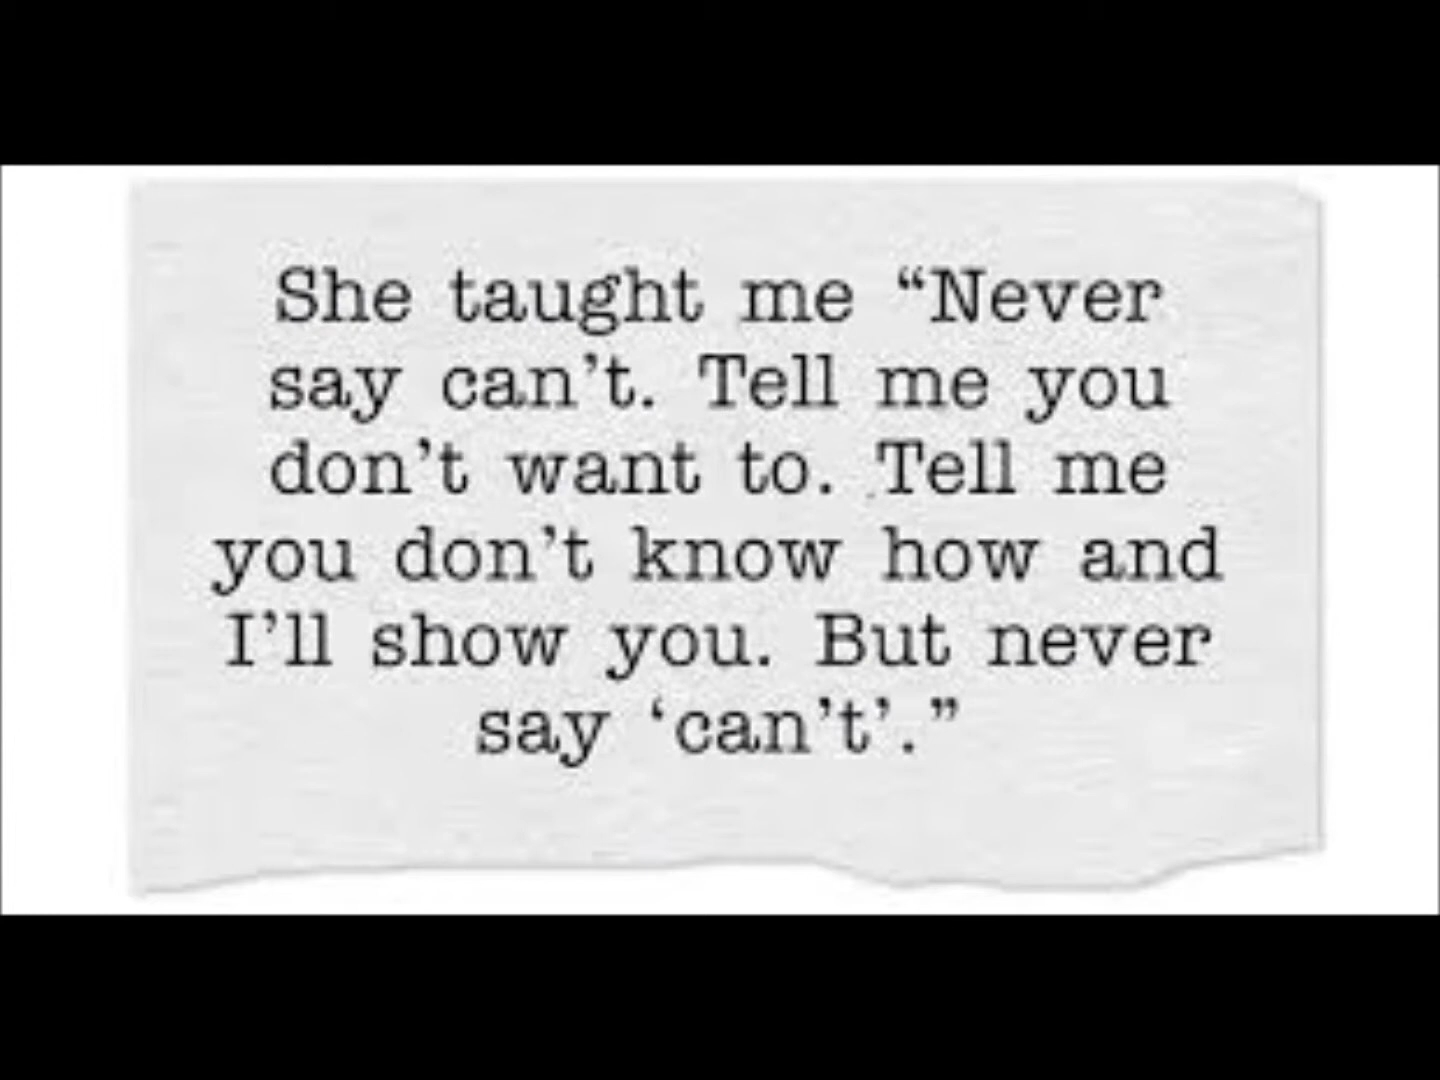 She taught me “Never
say can’t. Tell me you
don’t want to. Tell me
you don’t know how and
I’ll show you. But never
say ‘can’t’.”